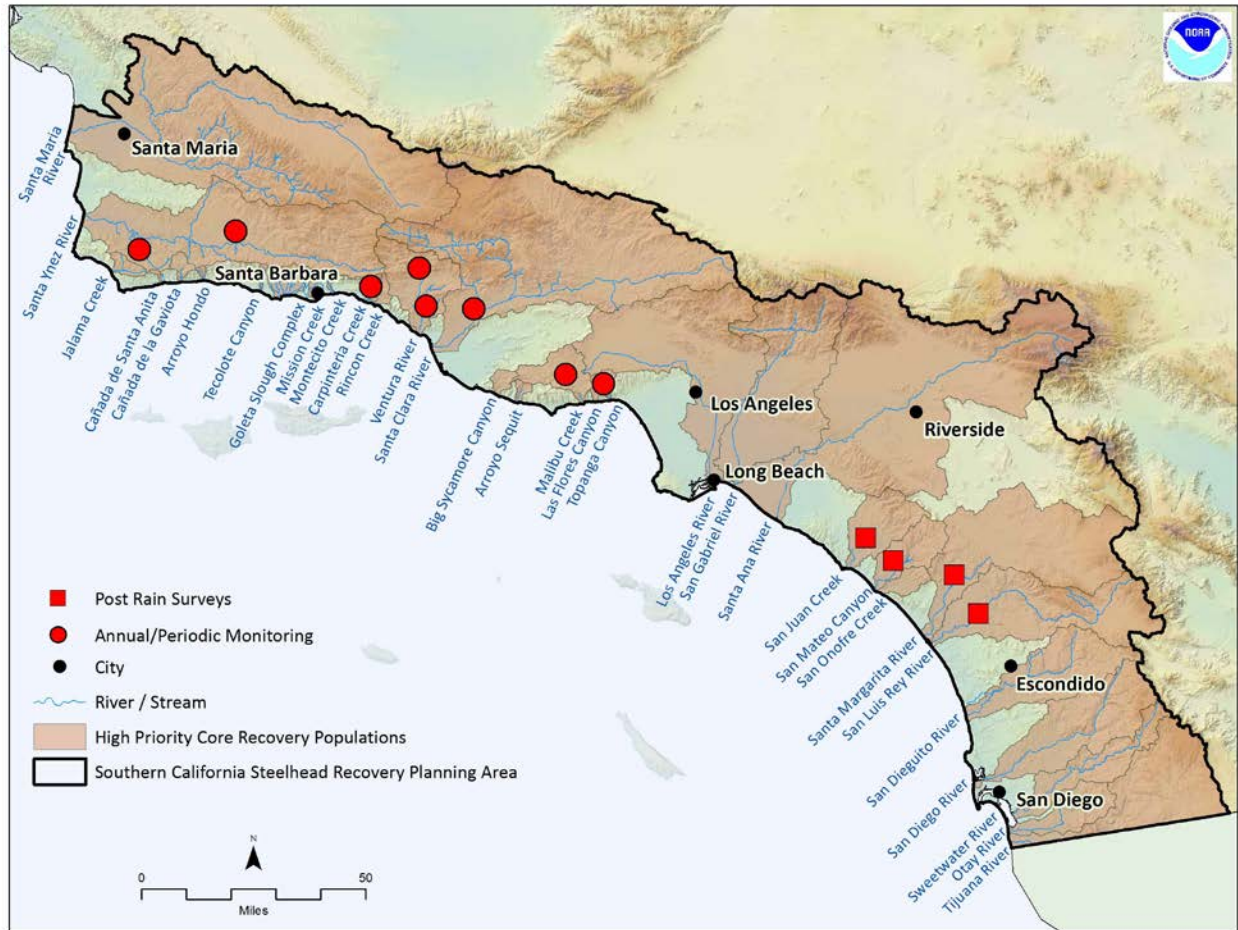 NOAA
Santa Maria
Santa Maria
River
Santa Ynez River
Santa Barbara
Jalama Creek
Cañada de Santa Anita
Cañada de la Gaviota
Arroyo Hondo
Tecolote Canyon
Goleta Slough Complex
Mission Creek
Montecito Creek
Carpinteria Creek
Rincon Creek
Ventura River
Santa Clara River
Big Sycamore Canyon
Arroyo Sequit
Malibu Creek
Las Flores Canyon
Topanga Canyon
Los Angeles
Riverside
Long Beach
Los Angeles River
San Gabriel River
Santa Ana River
San Juan Creek
San Mateo Canyon
San Onofre Creek
Santa Margarita River
San Luis Rey River
Escondido
San Dieguito River
San Diego River
San Diego
Sweetwater River
Otay River
Tijuana River
Post Rain Surveys
Annual/Periodic Monitoring
City
River / Stream
High Priority Core Recovery Populations
Southern California Steelhead Recovery Planning Area
N
0
50
Miles